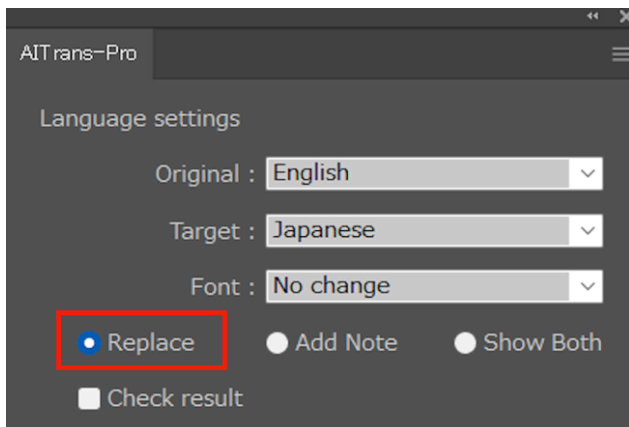 AITrans-Pro
Language settings
Original : English
Target : Japanese
Font : No change
Replace Add Note Show Both
Check result